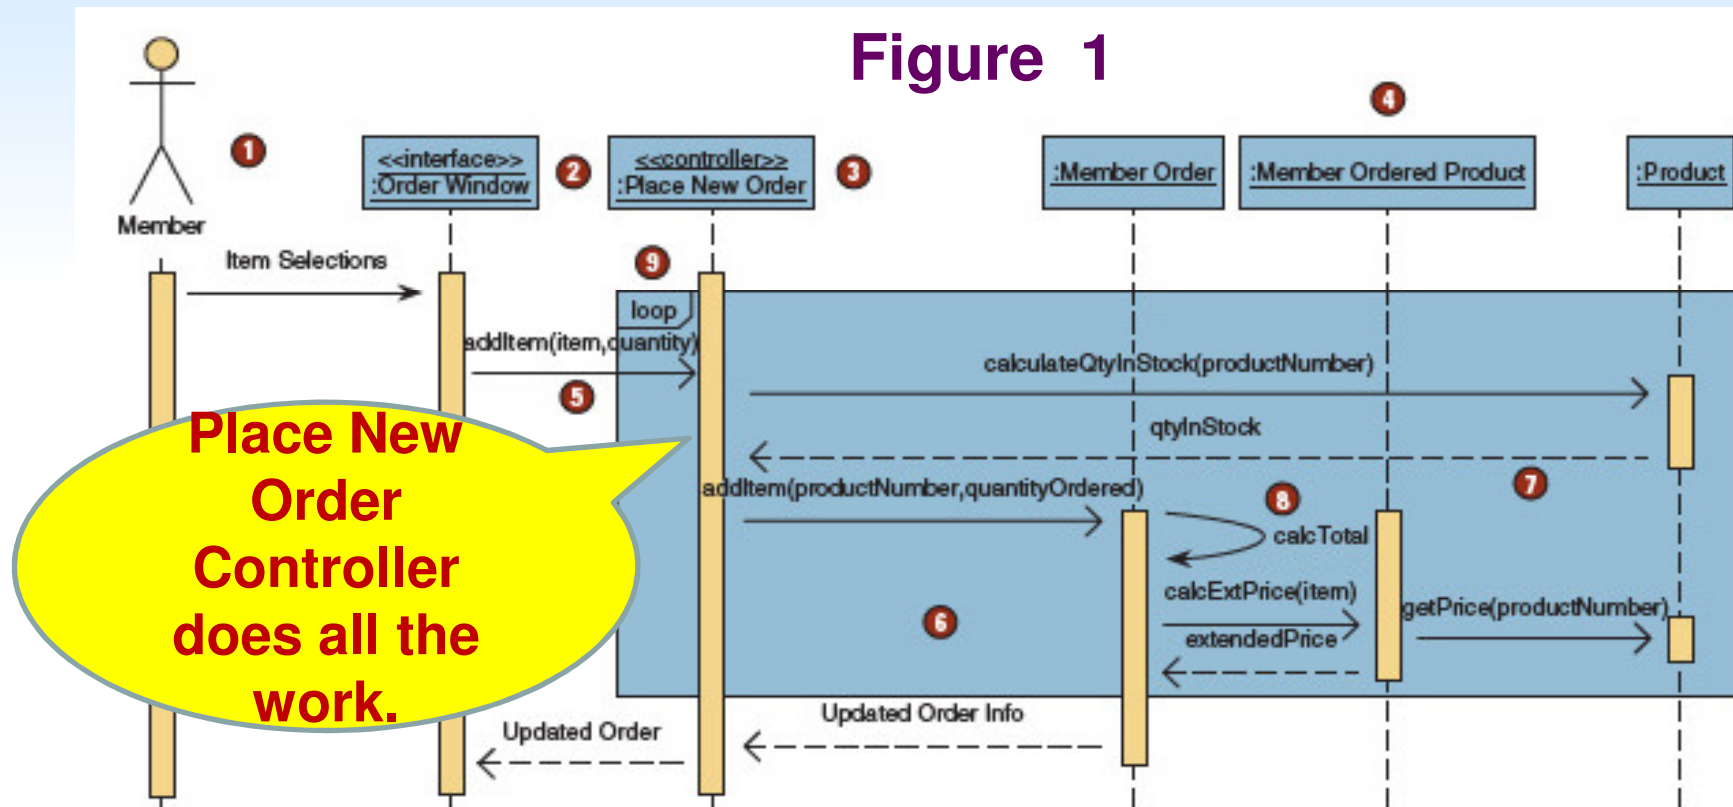 Figure 1
4
1
<<interface>>
:Order Window
2
<<controller>>
:Place New Order
3
:Member Order
:Member Ordered Product
:Product
Member
Item Selections
9
loop
addItem(item,quantity)
5
calculateQtyInStock(productNumber)
qtyInStock
Place New
Order
Controller
does all the
work.
addItem(productNumber,quantityOrdered)
8
7
calcTotal
calcExtPrice(item)
getPrice(productNumber)
6
extendedPrice
Updated Order Info
Updated Order